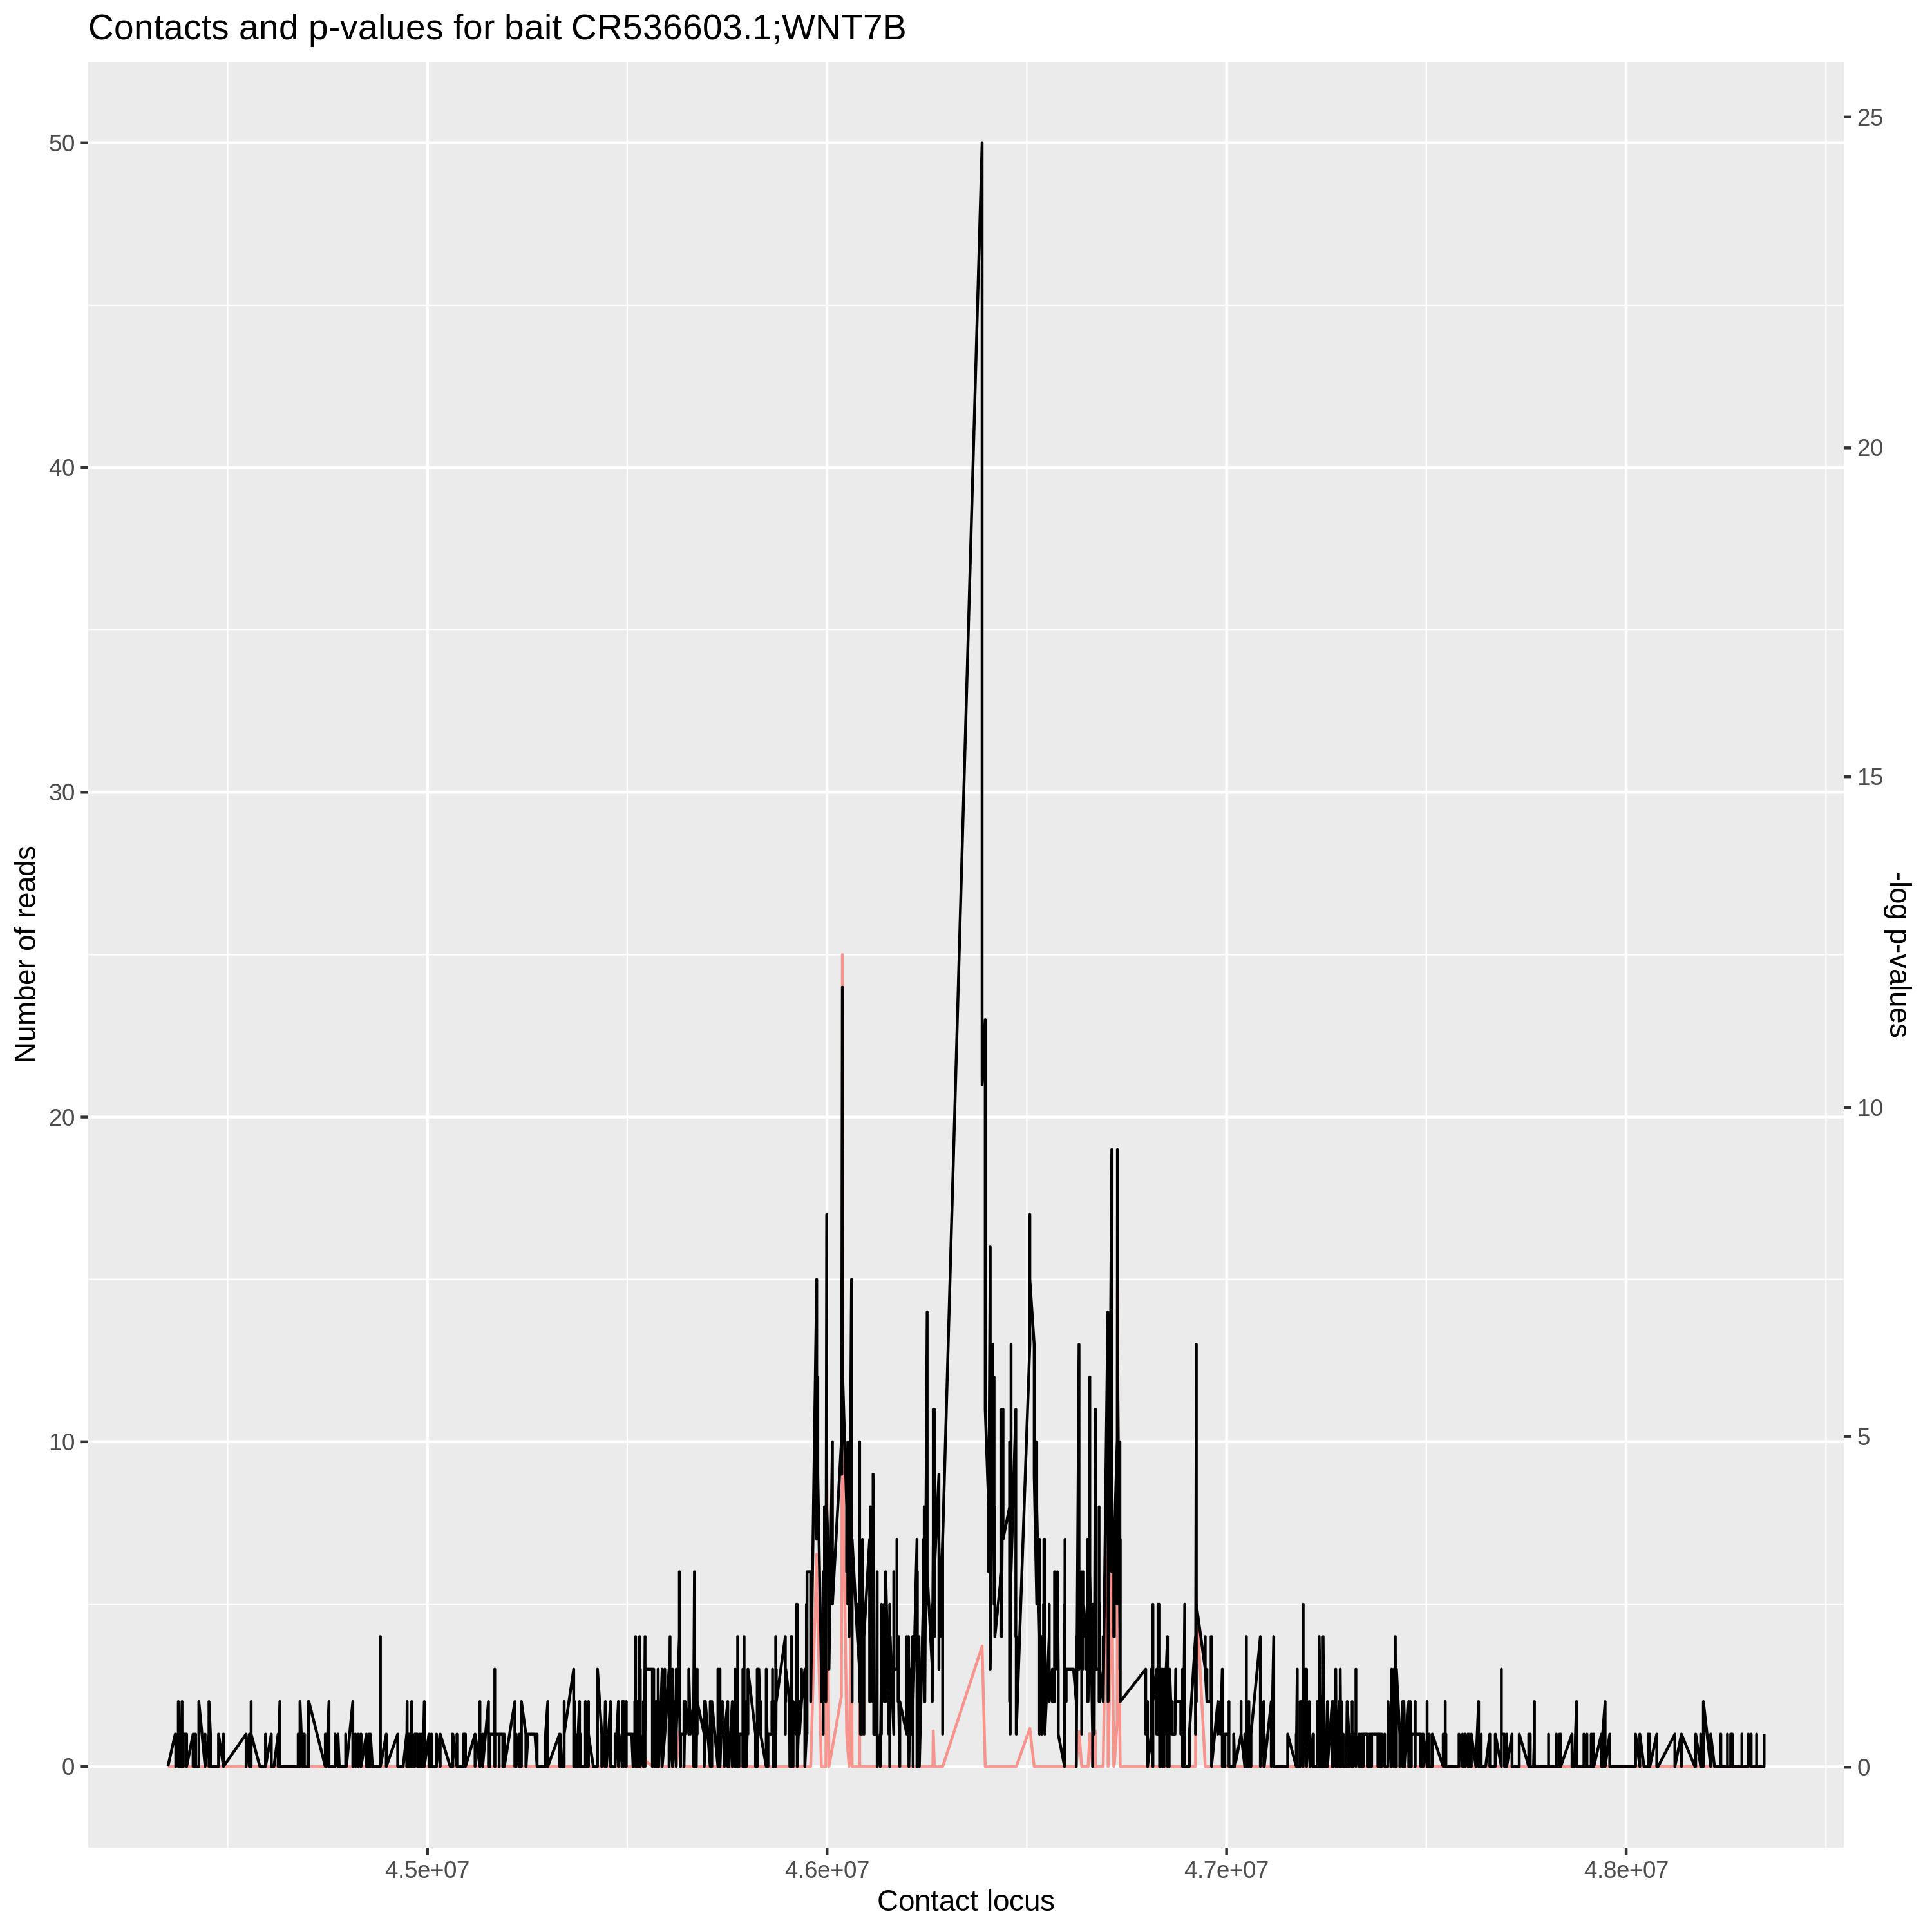 Contacts and p-values for bait CR536603.1;WNT7B
50
40
30
20
10
0
Number of reads
25
20
15
10
5
0
-log p-values
4.5e+07
4.6e+07
4.7e+07
4.8e+07
Contact locus